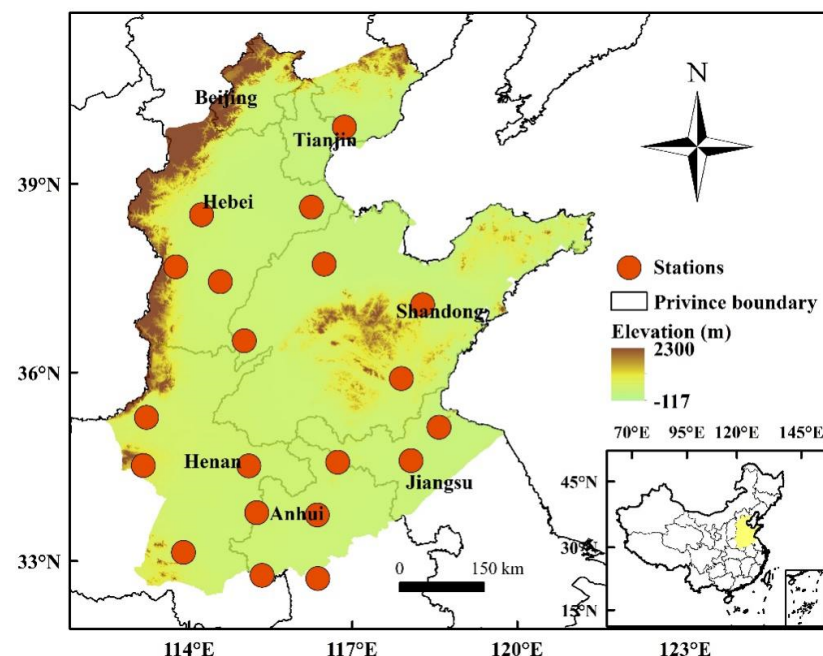 Beijing
Tianjin
Hebei
Shandong
Henan
Jiangsu
Anhui
39°N
36°N
33°N
114°E
117°E
120°E
123°E
0
150 km
N
Stations
Privince boundary
Elevation (m)
2300
-117
70°E 95°E 120°E 145°E
45°N
30°N
15°N